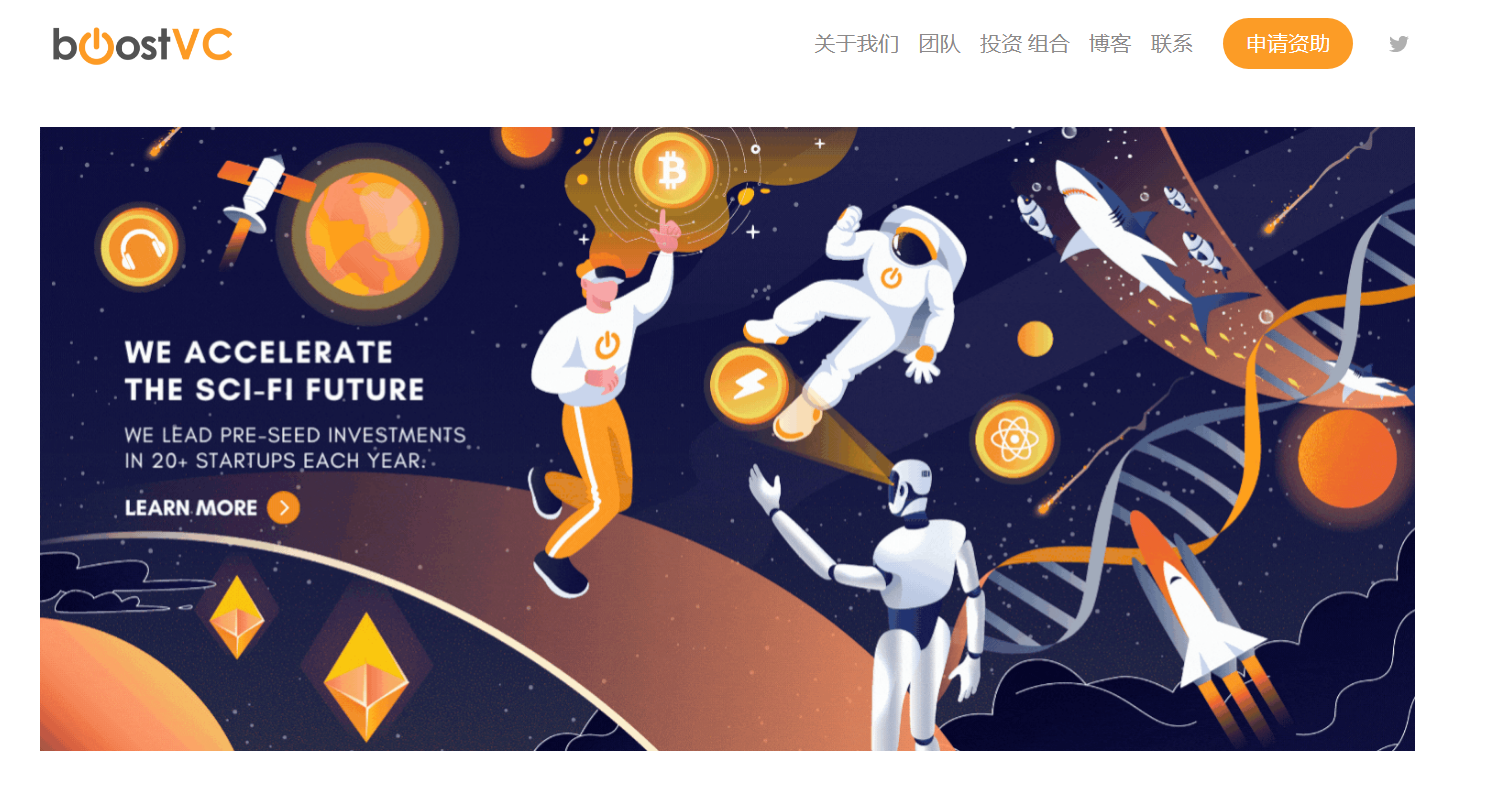 boostVC
关于我们 团队 投资 组合 博客 联系 申请资助
WE ACCELERATE
THE SCI-FI FUTURE
WE LEAD PRE-SEED INVESTMENTS
IN 20+ STARTUPS EACH YEAR.
LEARN MORE